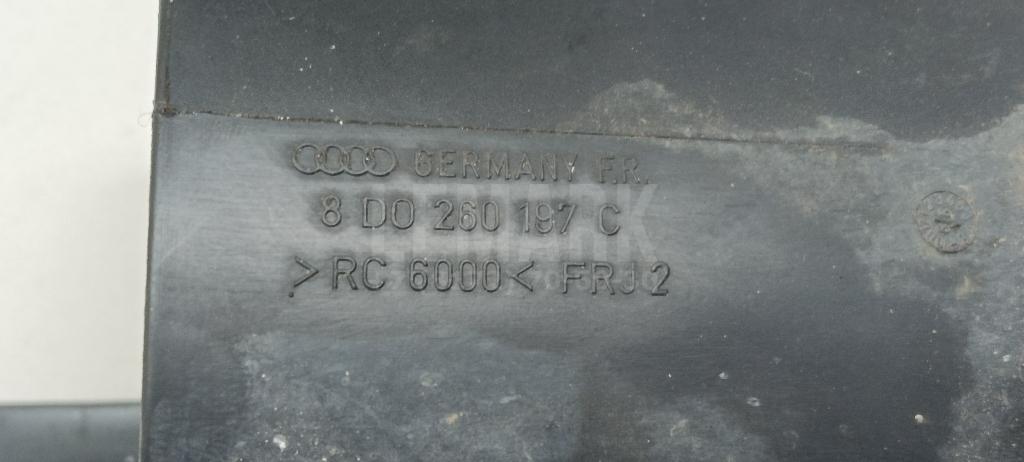 GERMANY F.R.
8 D0 260 197 C
>RC 6000< FRJ 2